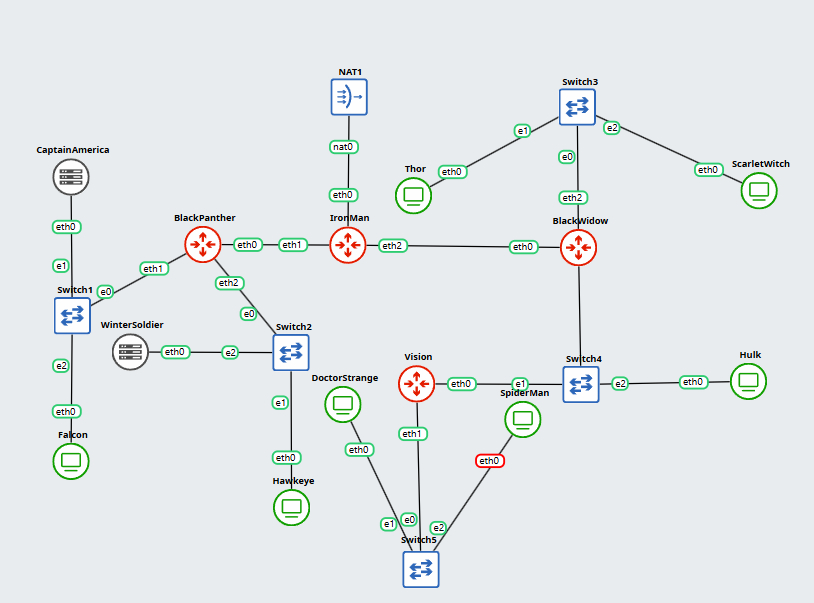 NAT1
Switch3
CaptainAmerica
e1
e2
nat0
e0
Thor
eth0
eth0
ScarletWitch
eth0
eth2
BlackPanther
IronMan
BlackWidow
eth0
eth0
eth1
eth2
eth0
e1
eth1
eth2
Switch1
e0
e0
WinterSoldier
Switch2
eth0
e2
Vision
Switch4
Hulk
e2
DoctorStrange
eth0
e1
e2
eth0
SpiderMan
e1
eth0
eth1
Falcon
eth0
eth0
eth0
Hawkeye
e1
e0
e2
Switch5